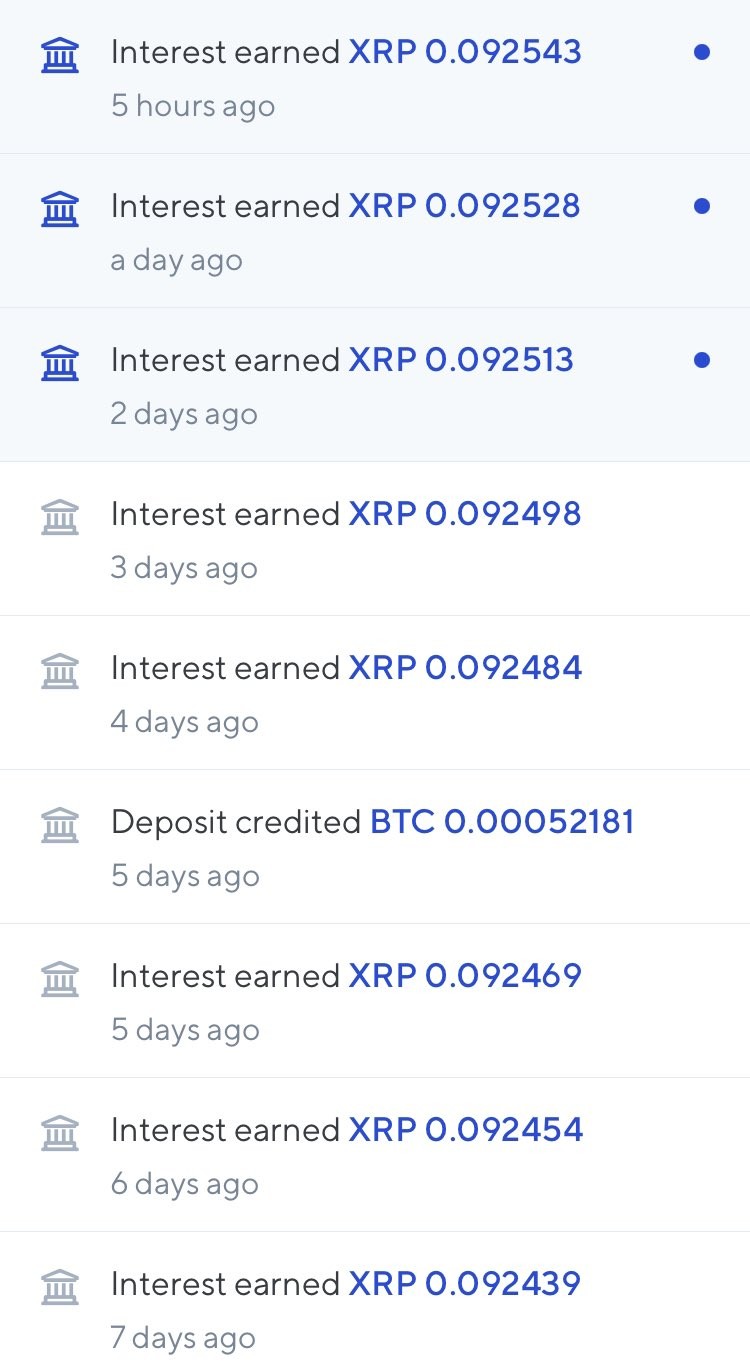 Interest earned XRP 0.092543
5 hours ago
Interest earned XRP 0.092528
a day ago
Interest earned XRP 0.092513
2 days ago
Interest earned XRP 0.092498
3 days ago
Interest earned XRP 0.092484
4 days ago
Deposit credited BTC 0.00052181
5 days ago
Interest earned XRP 0.092469
5 days ago
Interest earned XRP 0.092454
6 days ago
Interest earned XRP 0.092439
7 days ago